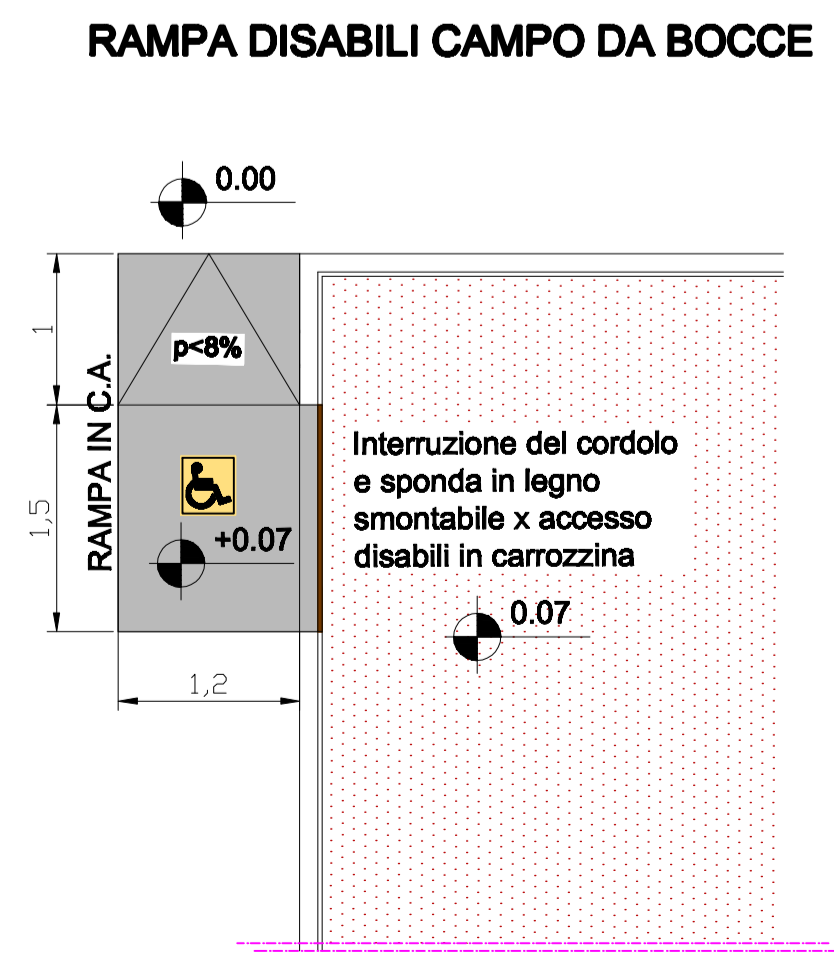 RAMPA DISABILI CAMPO DA BOCCE
0.00
1
p<8%
RAMPA IN C.A.
1,5
Interruzione del cordolo
e sponda in legno
smontabile x accesso
disabili in carrozzina
+0.07
0.07
1,2